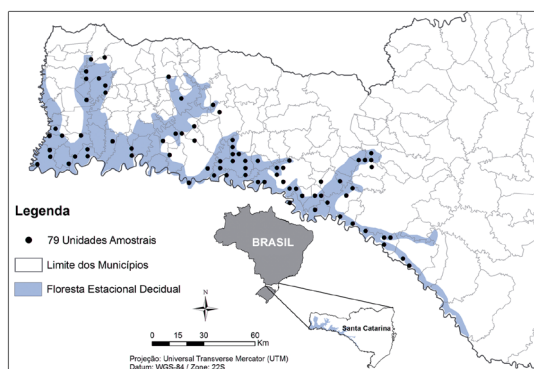 Legenda
79 Unidades Amostrais
Limite dos Municípios
Floresta Estacional Decidual
BRASIL
N
Santa Catarina
0 15 30 60
Km
Projeção: Universal Transverse Mercator (UTM)
Datum: WGS-84 / Zone: 22S